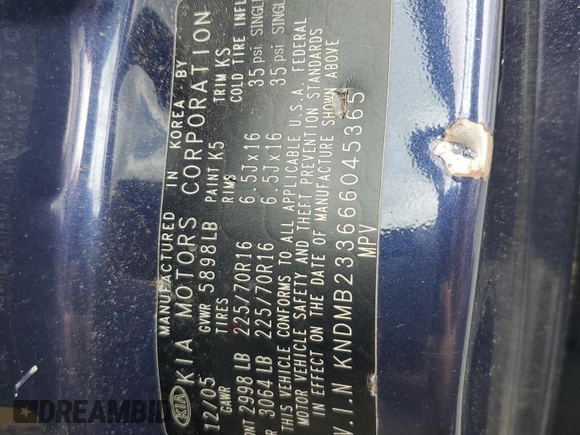 MANUFACTURED IN KOREA BY
KIA KIA MOTORS CORPORATION
12/05 GVWR 5898LB PAINT K5 TRIM KS
GAWR TIRES RIMS COLD TIRE INFL
2998 LB 225/70R16 6.5Jx16 35 psi SINGLE
3064 LB 225/70R16 6.5Jx16 35 psi SINGLE
THIS VEHICLE CONFORMS TO ALL APPLICABLE U.S.A. FEDERAL
MOTOR VEHICLE SAFETY AND THEFT PREVENTION STANDARDS
IN EFFECT ON THE DATE OF MANUFACTURE SHOWN ABOVE
V.I.N KNDMB233666045365
MPV
DREAMBID